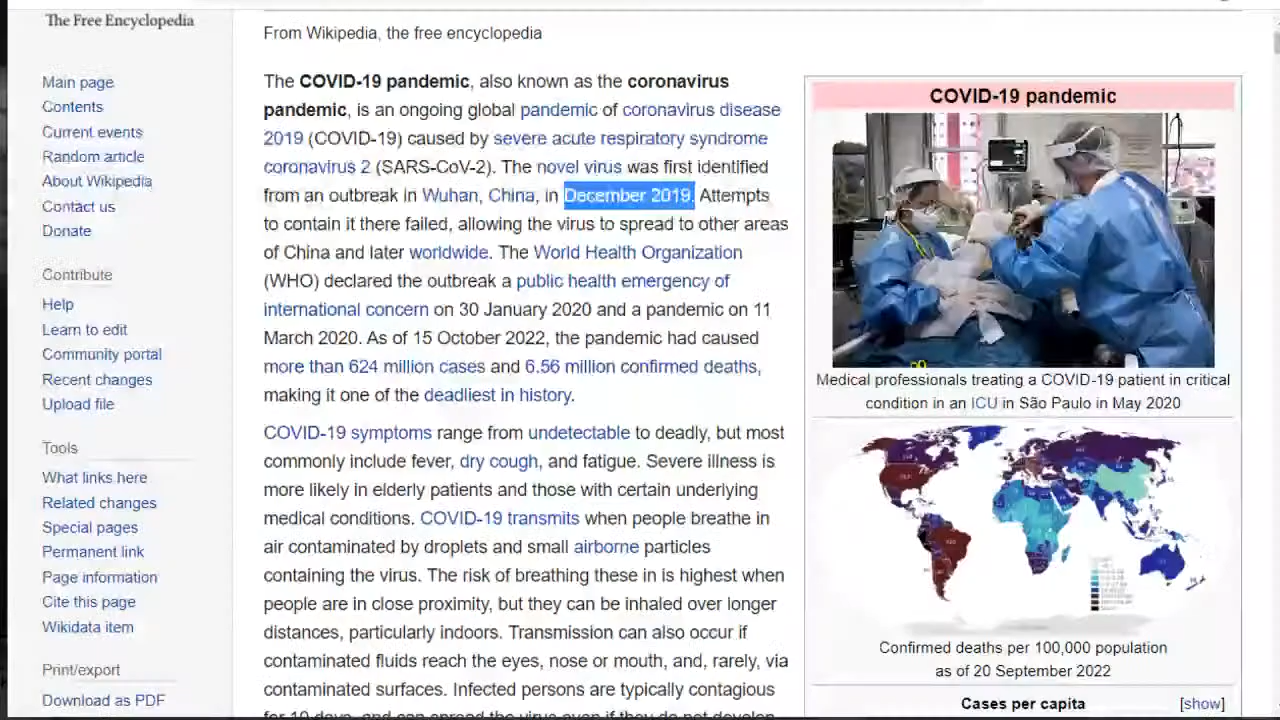 The Free Encyclopedia
Main page
Contents
Current events
Random article
About Wikipedia
Contact us
Donate
Contribute
Help
Learn to edit
Community portal
Recent changes
Upload file
Tools
What links here
Related changes
Special pages
Permanent link
Page information
Cite this page
Wikidata item
Print/export
Download as PDF
From Wikipedia, the free encyclopedia
The COVID-19 pandemic, also known as the coronavirus
pandemic, is an ongoing global pandemic of coronavirus disease
2019 (COVID-19) caused by severe acute respiratory syndrome
coronavirus 2 (SARS-CoV-2). The novel virus was first identified
from an outbreak in Wuhan, China, in December 2019. Attempts
to contain it there failed, allowing the virus to spread to other areas
of China and later worldwide. The World Health Organization
(WHO) declared the outbreak a public health emergency of
international concern on 30 January 2020 and a pandemic on 11
March 2020. As of 15 October 2022, the pandemic had caused
more than 624 million cases and 6.56 million confirmed deaths,
making it one of the deadliest in history.
COVID-19 symptoms range from undetectable to deadly, but most
commonly include fever, dry cough, and fatigue. Severe illness is
more likely in elderly patients and those with certain underlying
medical conditions. COVID-19 transmits when people breathe in
air contaminated by droplets and small airborne particles
containing the virus. The risk of breathing these in is highest when
people are in close proximity, but they can be inhaled over longer
distances, particularly indoors. Transmission can also occur if
contaminated fluids reach the eyes, nose or mouth, and, rarely, via
contaminated surfaces. Infected persons are typically contagious
for 10 days, and can spread the virus even if they do not develop
COVID-19 pandemic
Medical professionals treating a COVID-19 patient in critical
condition in an ICU in São Paulo in May 2020
Confirmed deaths per 100,000 population
as of 20 September 2022
Cases per capita [show]